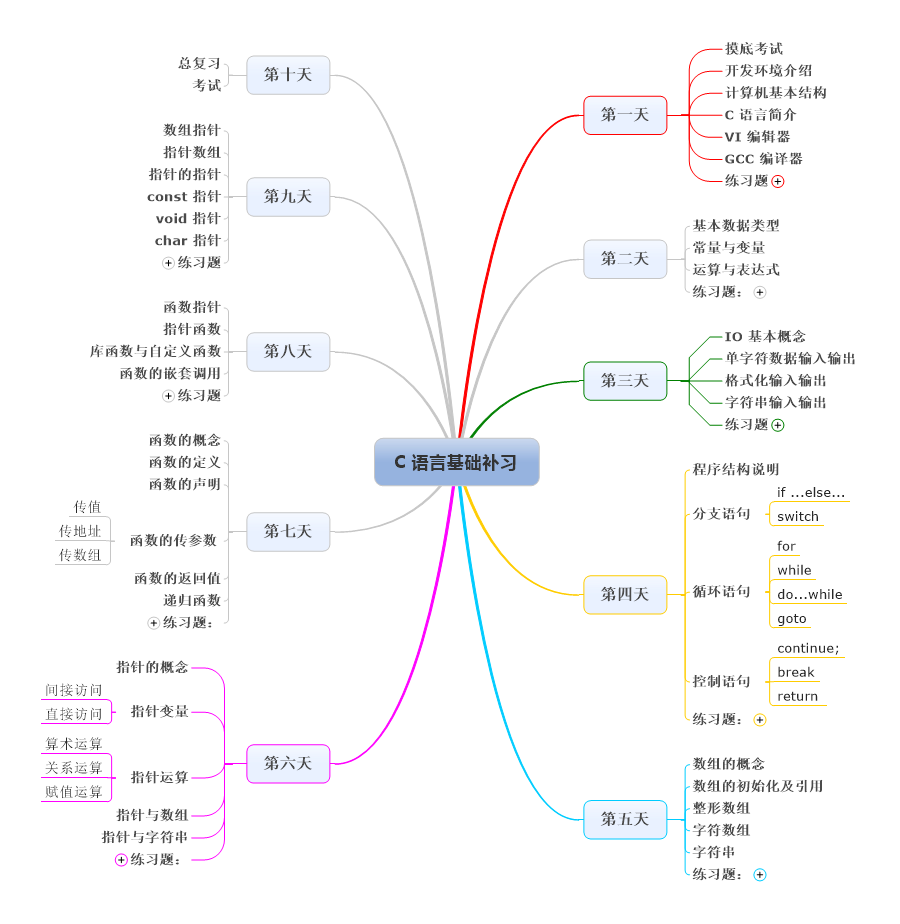 C 语言基础补习
第一天
摸底考试
开发环境介绍
计算机基本结构
C 语言简介
VI 编辑器
GCC 编译器
练习题
第二天
基本数据类型
常量与变量
运算与表达式
练习题：
第三天
IO 基本概念
单字符数据输入输出
格式化输入输出
字符串输入输出
练习题
第四天
程序结构说明
分支语句
if ...else...
switch
循环语句
for
while
do...while
goto
控制语句
continue;
break
return
练习题：
第五天
数组的概念
数组的初始化及引用
整形数组
字符数组
字符串
练习题：
第六天
指针的概念
指针变量
间接访问
直接访问
指针运算
算术运算
关系运算
赋值运算
指针与数组
指针与字符串
练习题：
第七天
函数的概念
函数的定义
函数的声明
函数的传参数
传值
传地址
传数组
函数的返回值
递归函数
练习题：
第八天
函数指针
指针函数
库函数与自定义函数
函数的嵌套调用
练习题
第九天
数组指针
指针数组
指针的指针
const 指针
void 指针
char 指针
练习题
第十天
总复习
考试